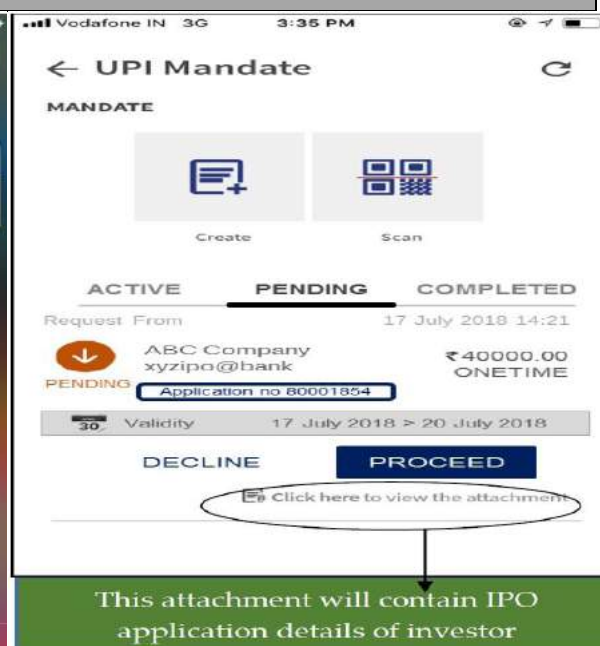 Vodafone IN 3G 3:35 PM
← UPI Mandate
MANDATE
Create Scan
ACTIVE PENDING COMPLETED
Request From 17 July 2018 14:21
ABC Company ₹40000.00
xyzipo@bank ONETIME
PENDING
Application no 80001854
30 Validity 17 July 2018 > 20 July 2018
DECLINE PROCEED
Click here to view the attachment
This attachment will contain IPO
application details of investor